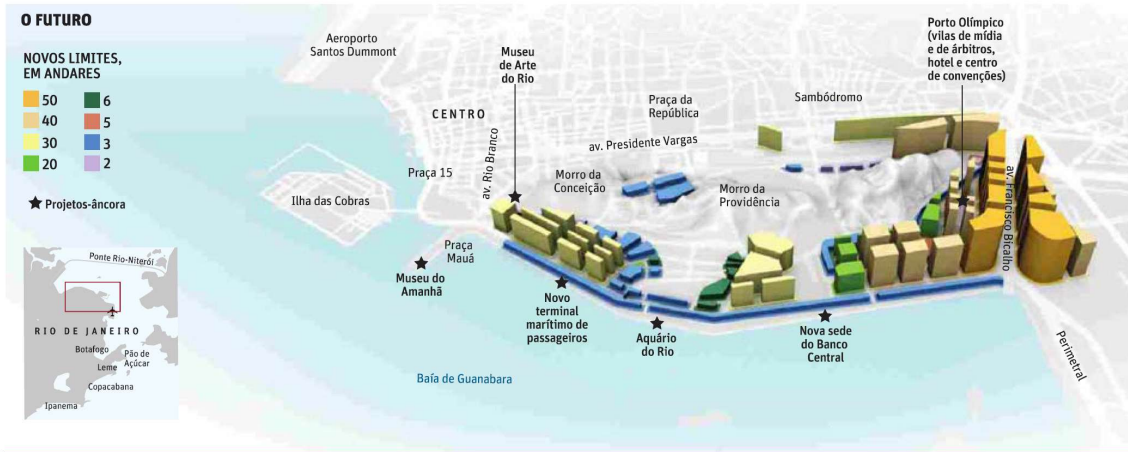 O FUTURO
NOVOS LIMITES,
EM ANDARES
50
40
30
20
6
5
3
2
Projetos-âncora
Ponte Rio-Niterói
RIO DE JANEIRO
Botafogo
Pão de
Açúcar
Leme
Copacabana
Ipanema
Aeroporto
Santos Dummont
Museu
de Arte
do Rio
CENTRO
av. Rio Branco
Praça 15
Ilha das Cobras
Praça
Mauá
Museu do
Amanhã
Praça da
República
av. Presidente Vargas
Morro da
Conceição
Morro da
Providência
Sambódromo
Porto Olímpico
(vilas de mídia
e de árbitros,
hotel e centro
de convenções)
av. Francisco Bicalho
Novo
terminal
marítimo de
passageiros
Aquário
do Rio
Nova sede
do Banco
Central
Perimetral
Baía de Guanabara